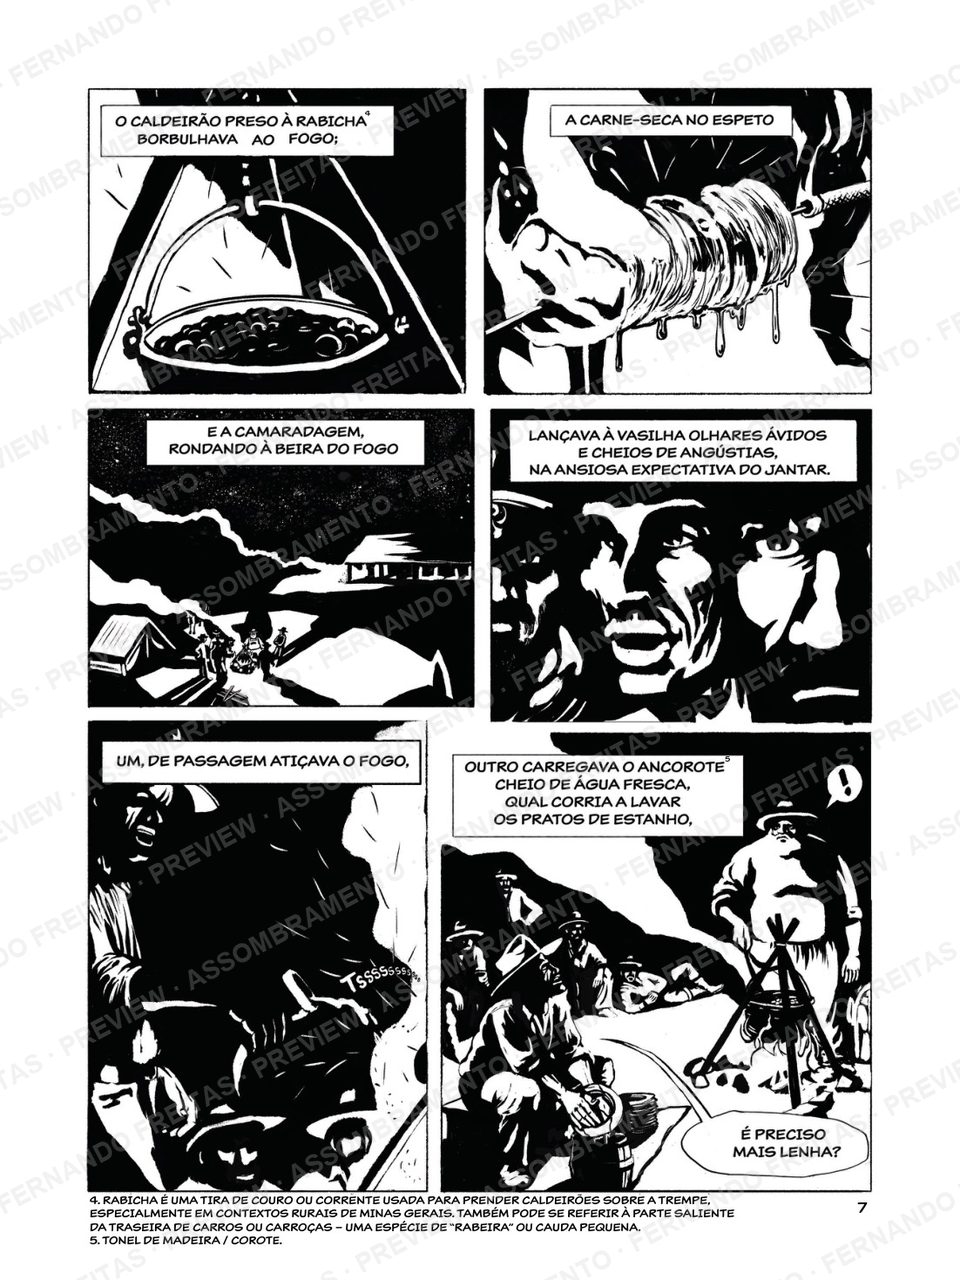 O CALDEIRÃO PRESO À RABICHA⁴
BORBULHAVA AO FOGO;
A CARNE-SECA NO ESPETO
E A CAMARADAGEM,
RONDANDO À BEIRA DO FOGO
LANÇAVA À VASILHA OLHARES ÁVIDOS
E CHEIOS DE ANGÚSTIAS,
NA ANSIOSA EXPECTATIVA DO JANTAR.
UM, DE PASSAGEM ATIÇAVA O FOGO,
TSSSSSSSSS
OUTRO CARREGAVA O ANCOROTE⁵
CHEIO DE ÁGUA FRESCA,
QUAL CORRIA A LAVAR
OS PRATOS DE ESTANHO,
!
É PRECISO
MAIS LENHA?
4. RABICHA É UMA TIRA DE COURO OU CORRENTE USADA PARA PRENDER CALDEIRÕES SOBRE A TREMPE,
ESPECIALMENTE EM CONTEXTOS RURAIS DE MINAS GERAIS. TAMBÉM PODE SE REFERIR À PARTE SALIENTE
DA TRASEIRA DE CARROS OU CARROÇAS – UMA ESPÉCIE DE "RABEIRA" OU CAUDA PEQUENA.
5. TONEL DE MADEIRA / COROTE.
7
FERNANDO FREITAS · PREVIEW · ASSOMBRAMENTO